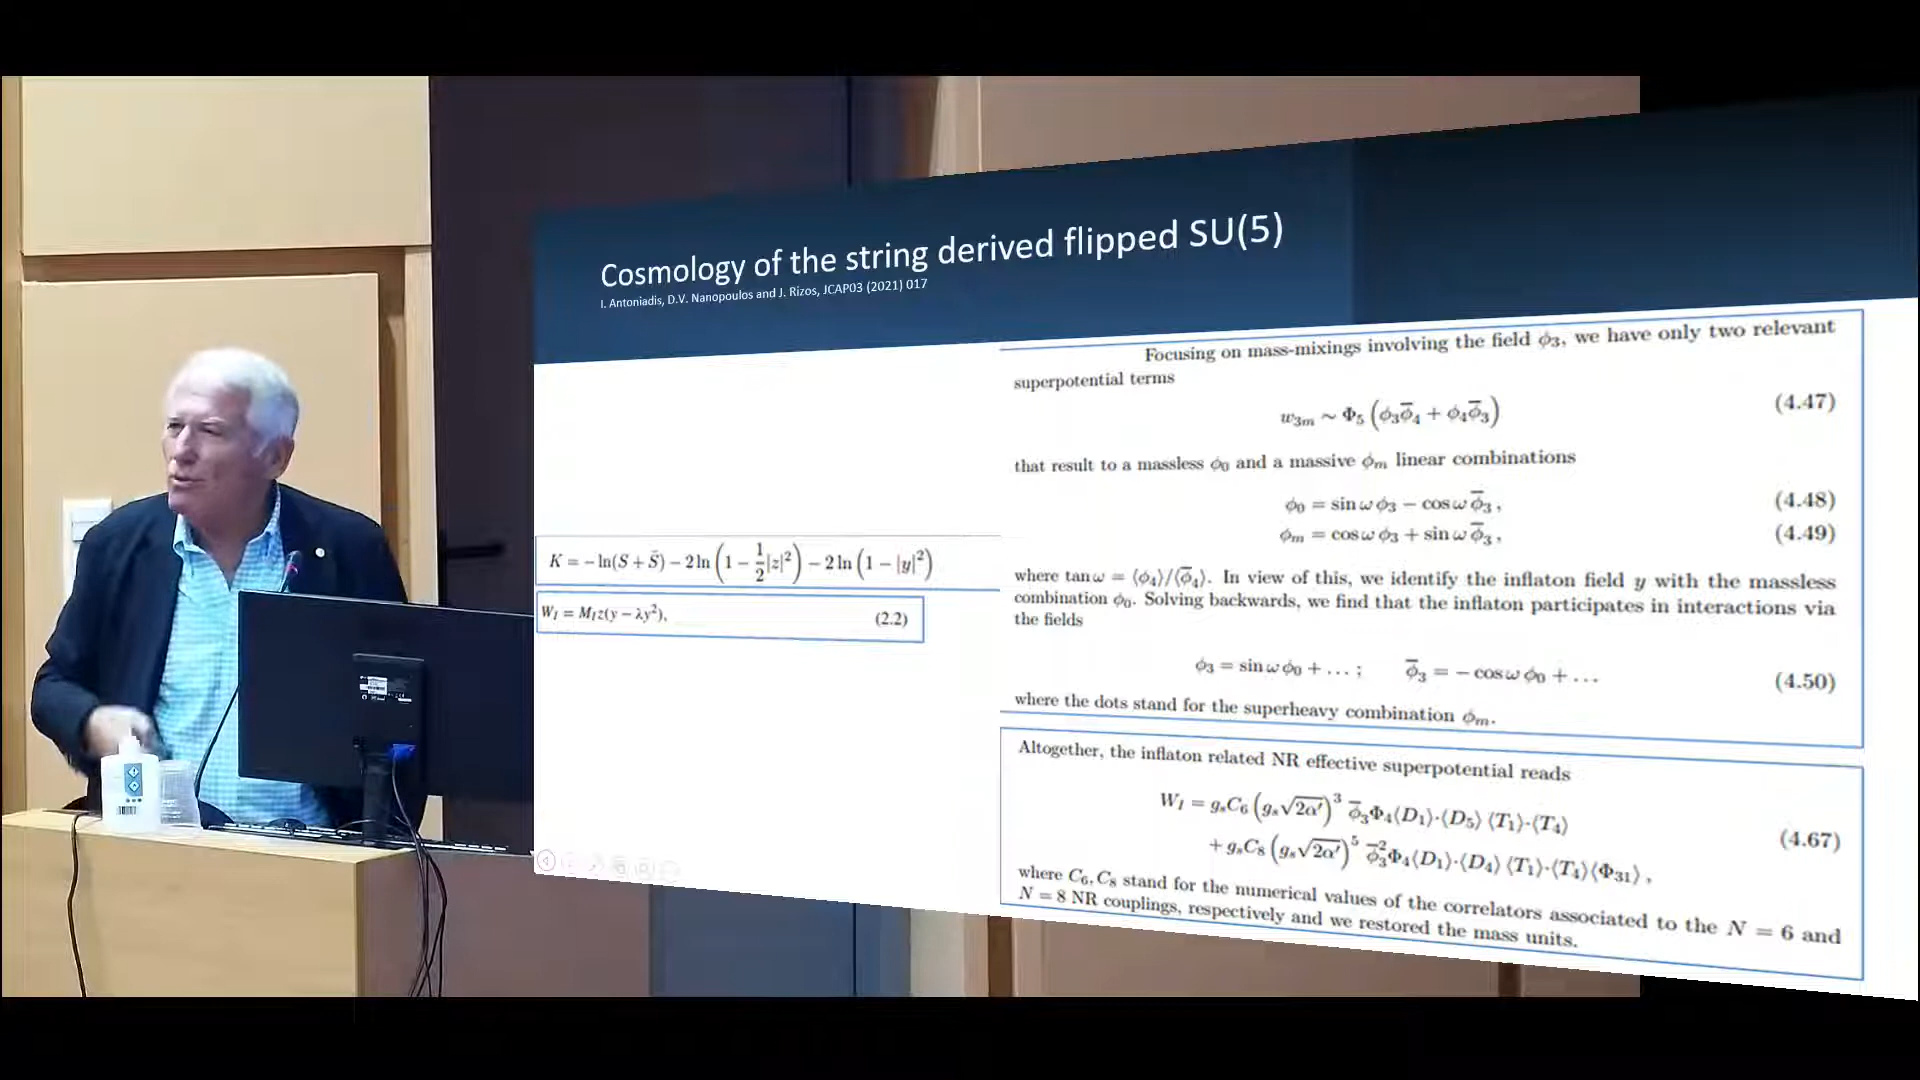 Cosmology of the string derived flipped SU(5)
I. Antoniadis, D.V. Nanopoulos and J. Rizos, JCAP03 (2021) 017
K = − ln(S + S̄) − 2 ln (1 − ½|z|²) − 2 ln (1 − |y|²)
W_I = M_I z(y − λy²), (2.2)
Focusing on mass-mixings involving the field ϕ₃, we have only two relevant
superpotential terms
w₃ₘ ∼ Φ₅ (ϕ₃ϕ̄₄ + ϕ₄ϕ̄₃) (4.47)
that result to a massless ϕ₀ and a massive ϕₘ linear combinations
ϕ₀ = sin ω ϕ₃ − cos ω ϕ̄₃ , (4.48)
ϕₘ = cos ω ϕ₃ + sin ω ϕ̄₃ , (4.49)
where tan ω = ⟨ϕ₄⟩/⟨ϕ̄₄⟩. In view of this, we identify the inflaton field y with the massless
combination ϕ₀. Solving backwards, we find that the inflaton participates in interactions via
the fields
ϕ₃ = sin ω ϕ₀ + . . . ; ϕ̄₃ = − cos ω ϕ₀ + . . . (4.50)
where the dots stand for the superheavy combination ϕₘ.
Altogether, the inflaton related NR effective superpotential reads
W_I = gₛC₆ (gₛ√2α′)³ ϕ̄₃Φ₄⟨D₁⟩·⟨D₅⟩ ⟨T₁⟩·⟨T₄⟩
+ gₛC₈ (gₛ√2α′)⁵ ϕ̄₃²Φ₄⟨D₁⟩·⟨D₄⟩ ⟨T₁⟩·⟨T₄⟩⟨Φ₃₁⟩ , (4.67)
where C₆, C₈ stand for the numerical values of the correlators associated to the N = 6 and
N = 8 NR couplings, respectively and we restored the mass units.